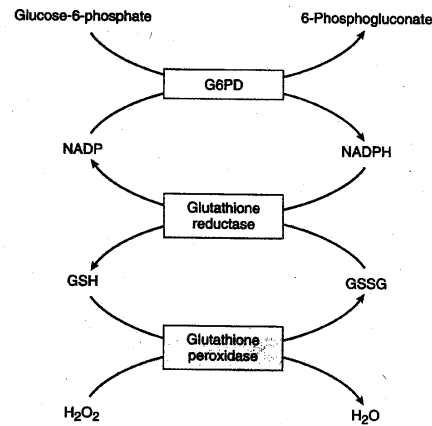 Glucose-6-phosphate 6-Phosphogluconate
G6PD
NADP NADPH
Glutathione
reductase
GSH GSSG
Glutathione
peroxidase
H₂O₂ H₂O